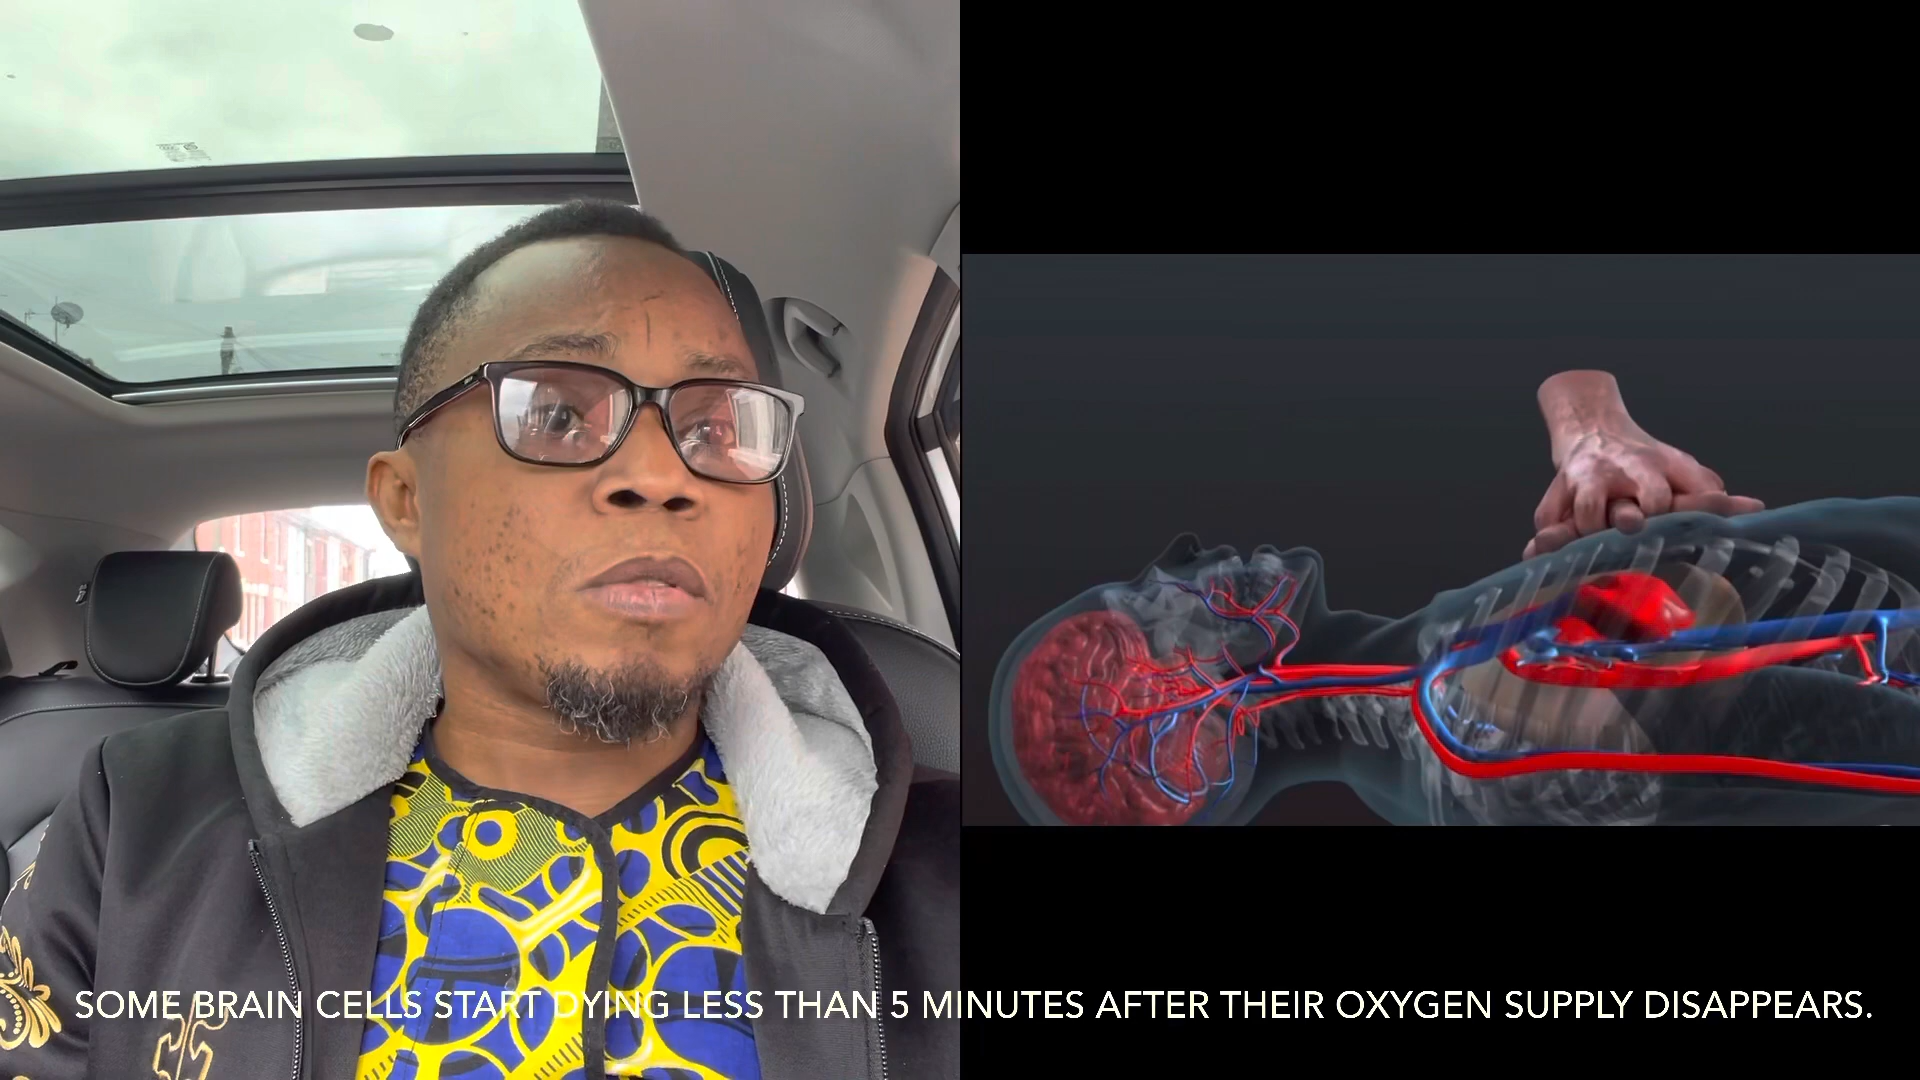 SOME BRAIN CELLS START DYING LESS THAN 5 MINUTES AFTER THEIR OXYGEN SUPPLY DISAPPEARS.